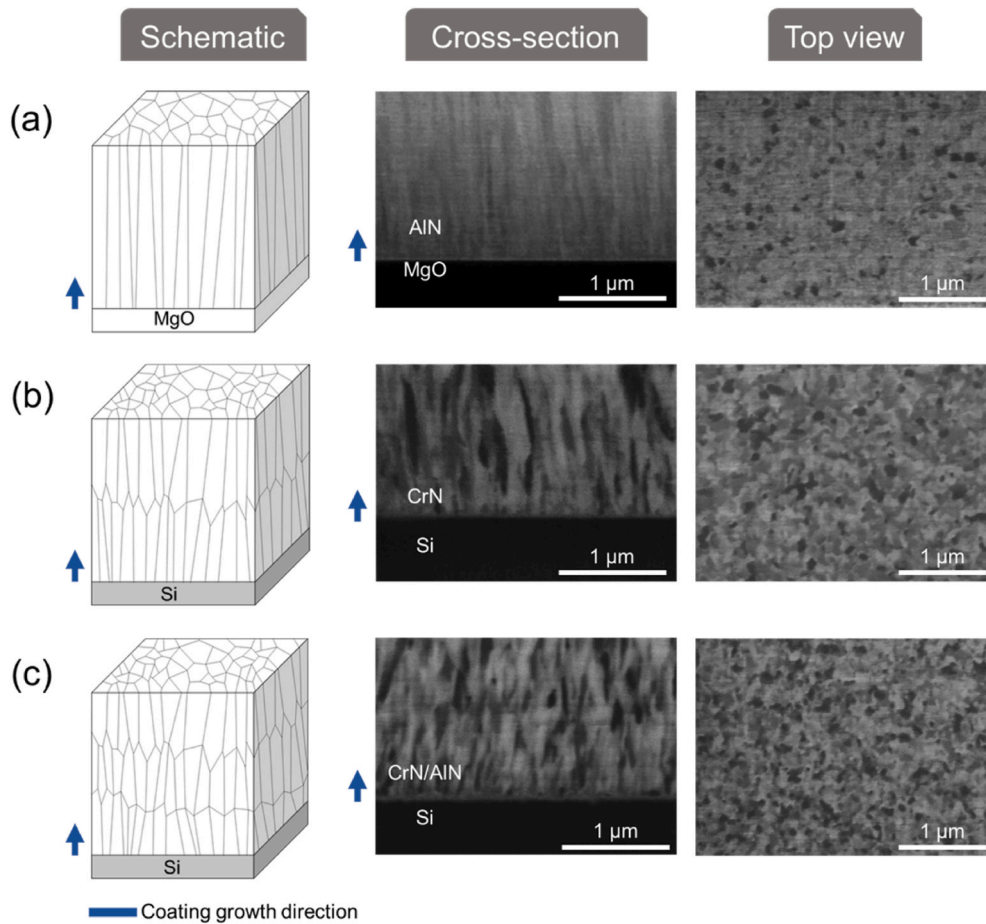 Schematic
Cross-section
Top view
(a)
MgO
AlN
MgO
1 µm
1 µm
(b)
Si
CrN
Si
1 µm
1 µm
(c)
Si
CrN/AlN
Si
1 µm
1 µm
Coating growth direction